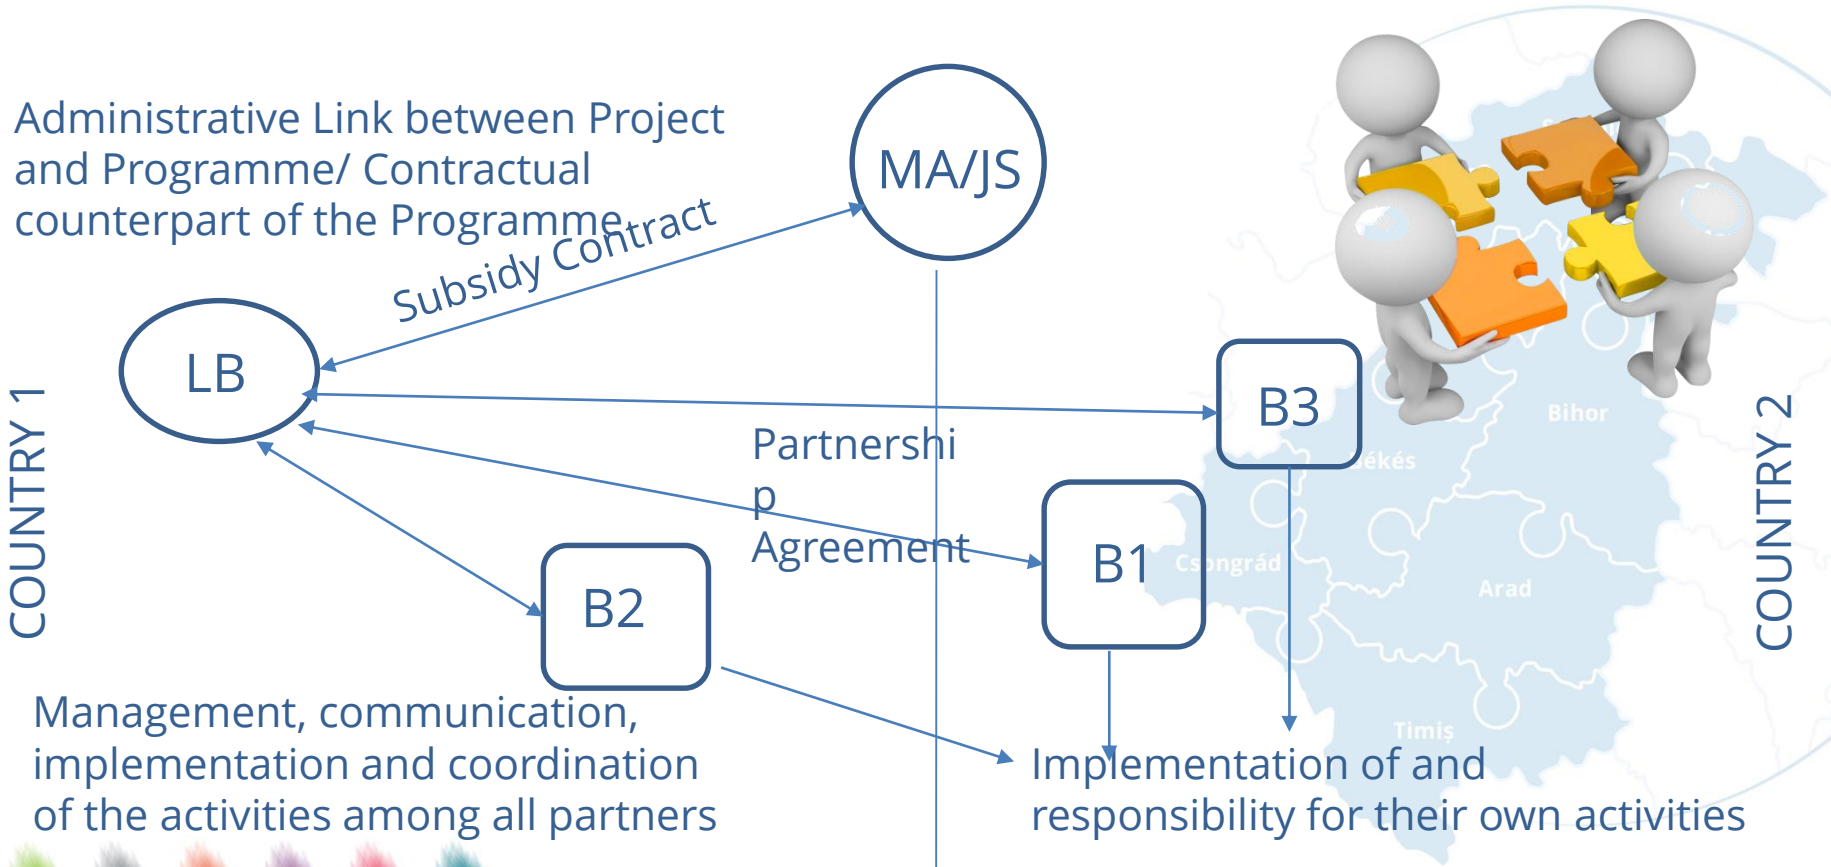 Administrative Link between Project
and Programme/ Contractual
counterpart of the Programme
MA/JS
Subsidy Contract
LB
COUNTRY 1
B3
Bihor
COUNTRY 2
Partnershi
p
Agreement
Békés
B1
Csongrád
Arad
B2
Management, communication,
implementation and coordination
of the activities among all partners
Timiș
Implementation of and
responsibility for their own activities